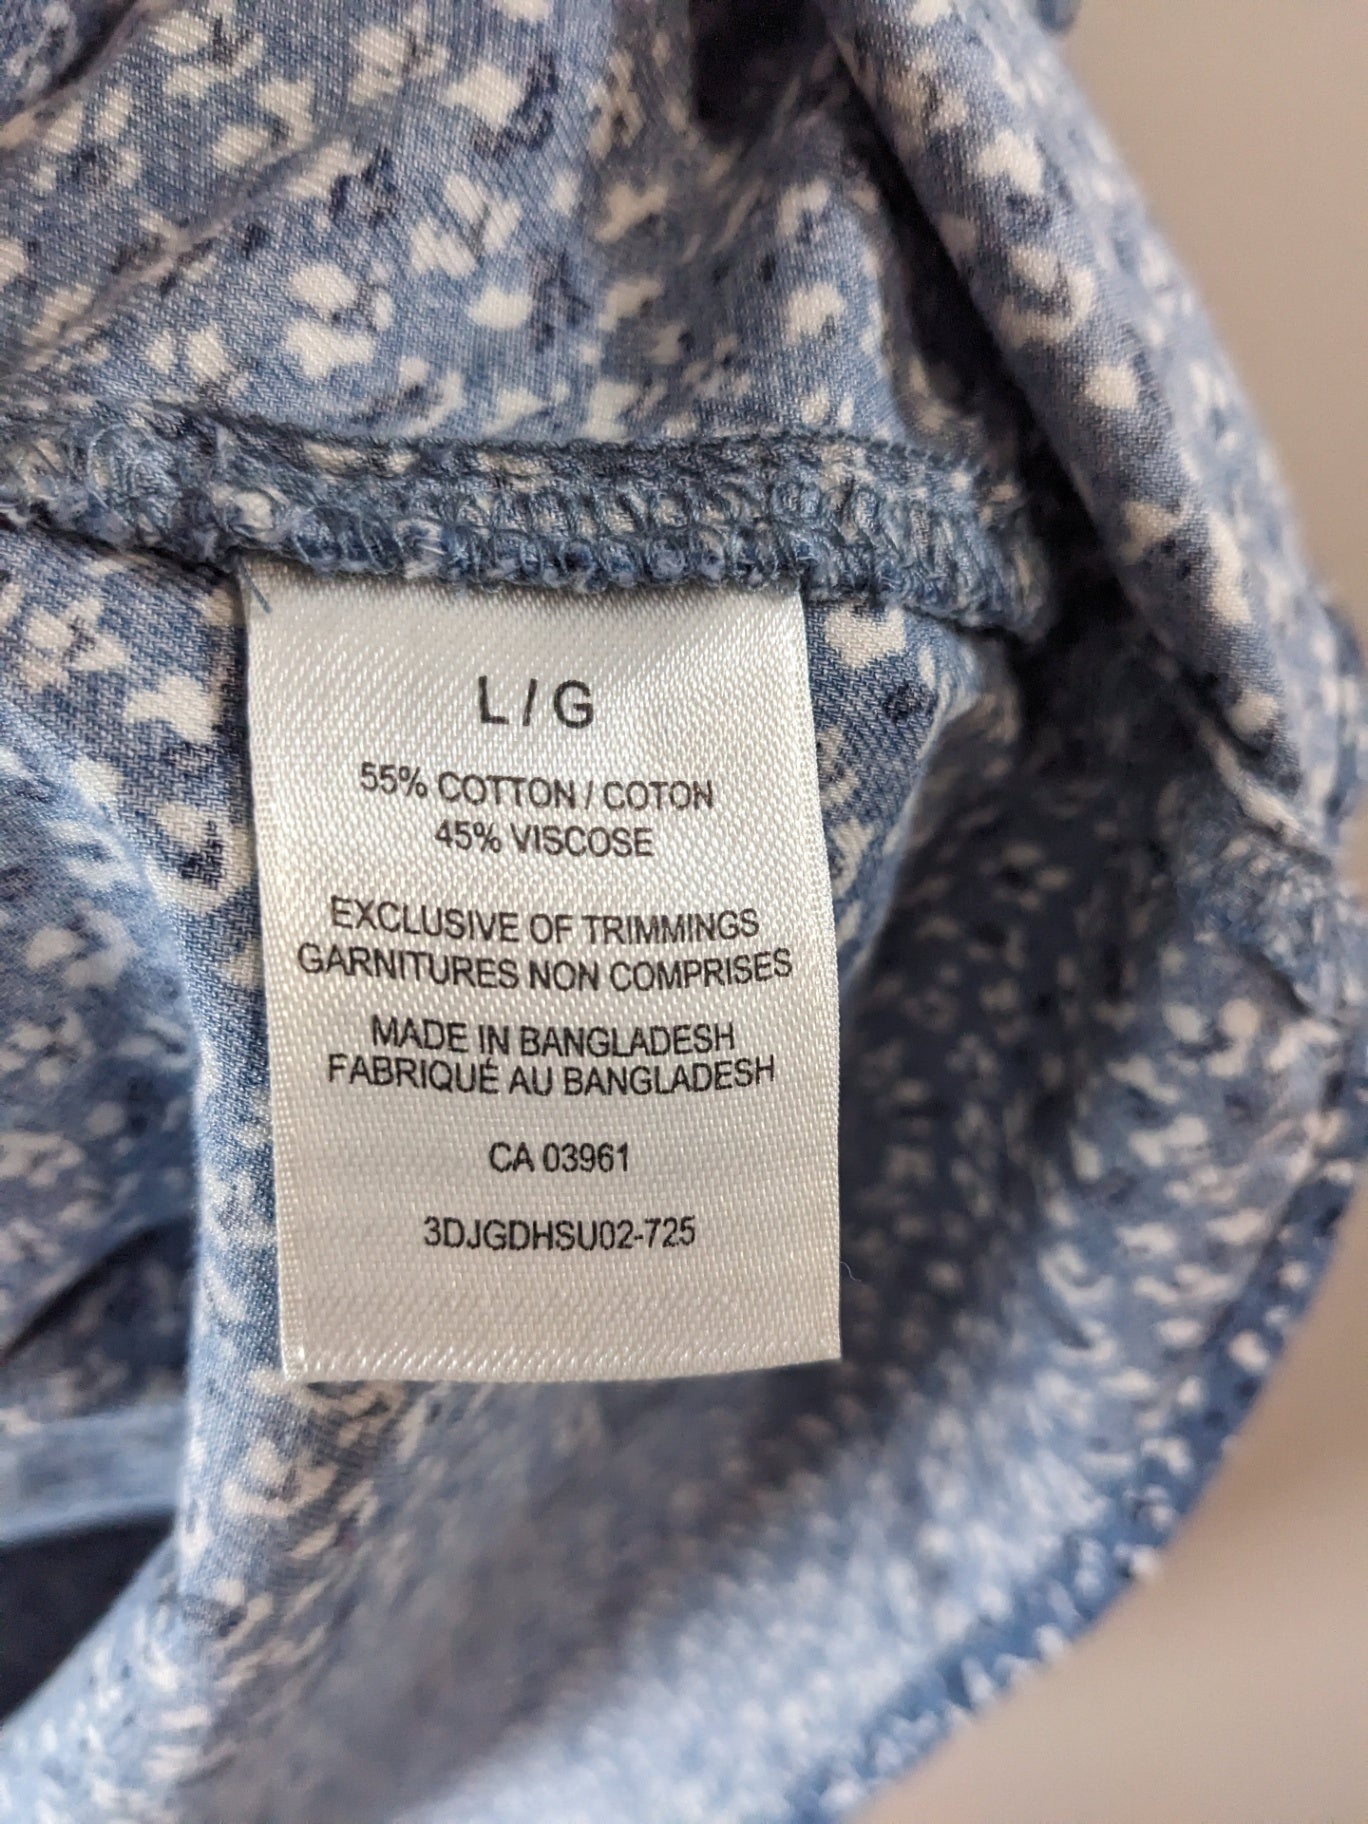 L / G
55% COTTON / COTON
45% VISCOSE
EXCLUSIVE OF TRIMMINGS
GARNITURES NON COMPRISES
MADE IN BANGLADESH
FABRIQUÉ AU BANGLADESH
CA 03961
3DJGDHSU02-725